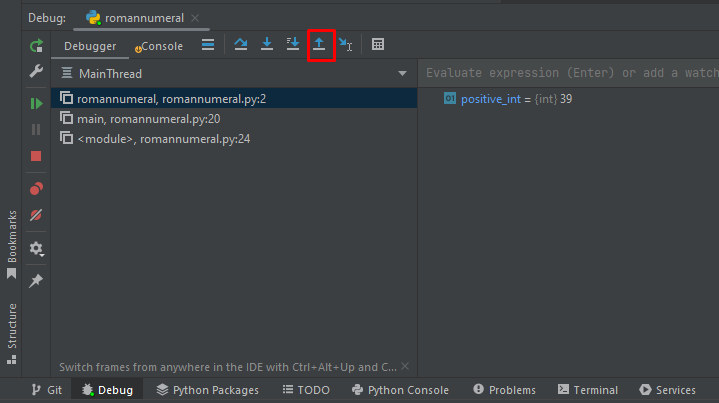 Debug: romannumeral
Debugger Console
MainThread
Evaluate expression (Enter) or add a watch
romannumeral, romannumeral.py:2
01 positive_int = {int} 39
main, romannumeral.py:20
<module>, romannumeral.py:24
Bookmarks
Structure
Switch frames from anywhere in the IDE with Ctrl+Alt+Up and C...
Git Debug Python Packages TODO Python Console Problems Terminal Services